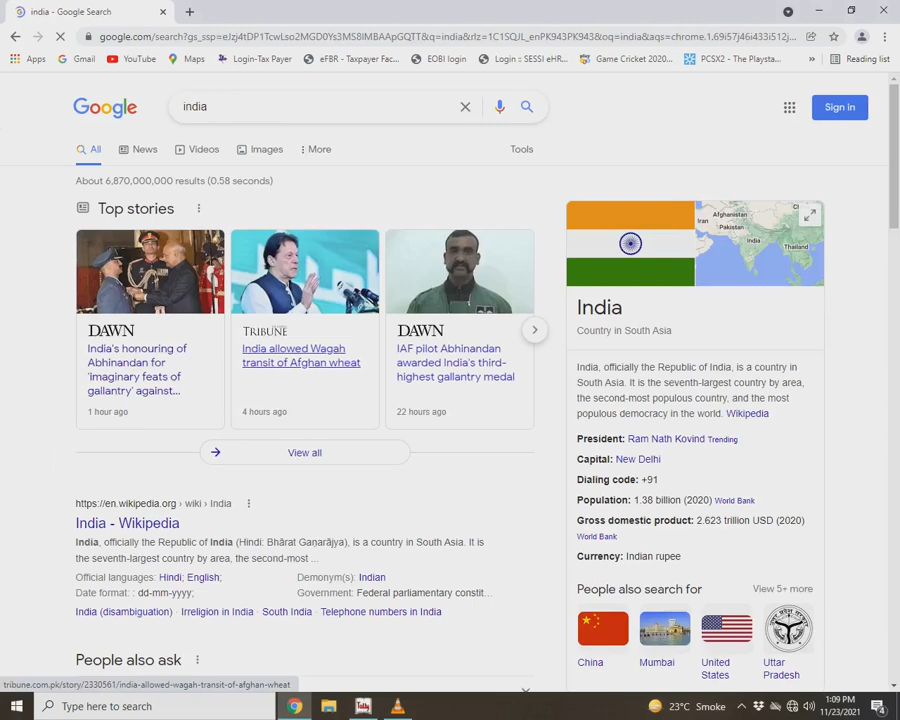 india - Google Search
google.com/search?gs_ssp=eJzj4tDP1TcwLso2MGD0Ys3MS8lMBAApGQTT&q=india&rlz=1C1SQJL_enPK943PK943&oq=india&aqs=chrome.1.69i57j46i433i512j...
Apps
Gmail
YouTube
Maps
Login-Tax Payer
eFBR - Taxpayer Fac...
EOBI login
Login :: SESSI eHR...
Game Cricket 2020...
PCSX2 - The Playsta...
»
Reading list
Google
india
Sign in
All
News
Videos
Images
More
Tools
About 6,870,000,000 results (0.58 seconds)
Top stories
DAWN
India's honouring of
Abhinandan for
'imaginary feats of
gallantry' against...
1 hour ago
TRIBUNE
India allowed Wagah
transit of Afghan wheat
4 hours ago
DAWN
IAF pilot Abhinandan
awarded India's third-
highest gallantry medal
22 hours ago
View all
https://en.wikipedia.org › wiki › India
India - Wikipedia
India, officially the Republic of India (Hindi: Bhārat Gaṇarājya), is a country in South Asia. It is
the seventh-largest country by area, the second-most ...
Official languages: Hindi; English;
Demonym(s): Indian
Date format: : dd-mm-yyyy;
Government: Federal parliamentary constit...
India (disambiguation) · Irreligion in India · South India · Telephone numbers in India
People also ask
Iran
Afghanistan
Pakistan
India
Thailand
India
Country in South Asia
India, officially the Republic of India, is a country in
South Asia. It is the seventh-largest country by area,
the second-most populous country, and the most
populous democracy in the world. Wikipedia
President: Ram Nath Kovind Trending
Capital: New Delhi
Dialing code: +91
Population: 1.38 billion (2020) World Bank
Gross domestic product: 2.623 trillion USD (2020)
World Bank
Currency: Indian rupee
People also search for
View 5+ more
China
Mumbai
United
States
Uttar
Pradesh
tribune.com.pk/story/2330561/india-allowed-wagah-transit-of-afghan-wheat
Type here to search
Tally
23°C Smoke
1:09 PM
11/23/2021
4